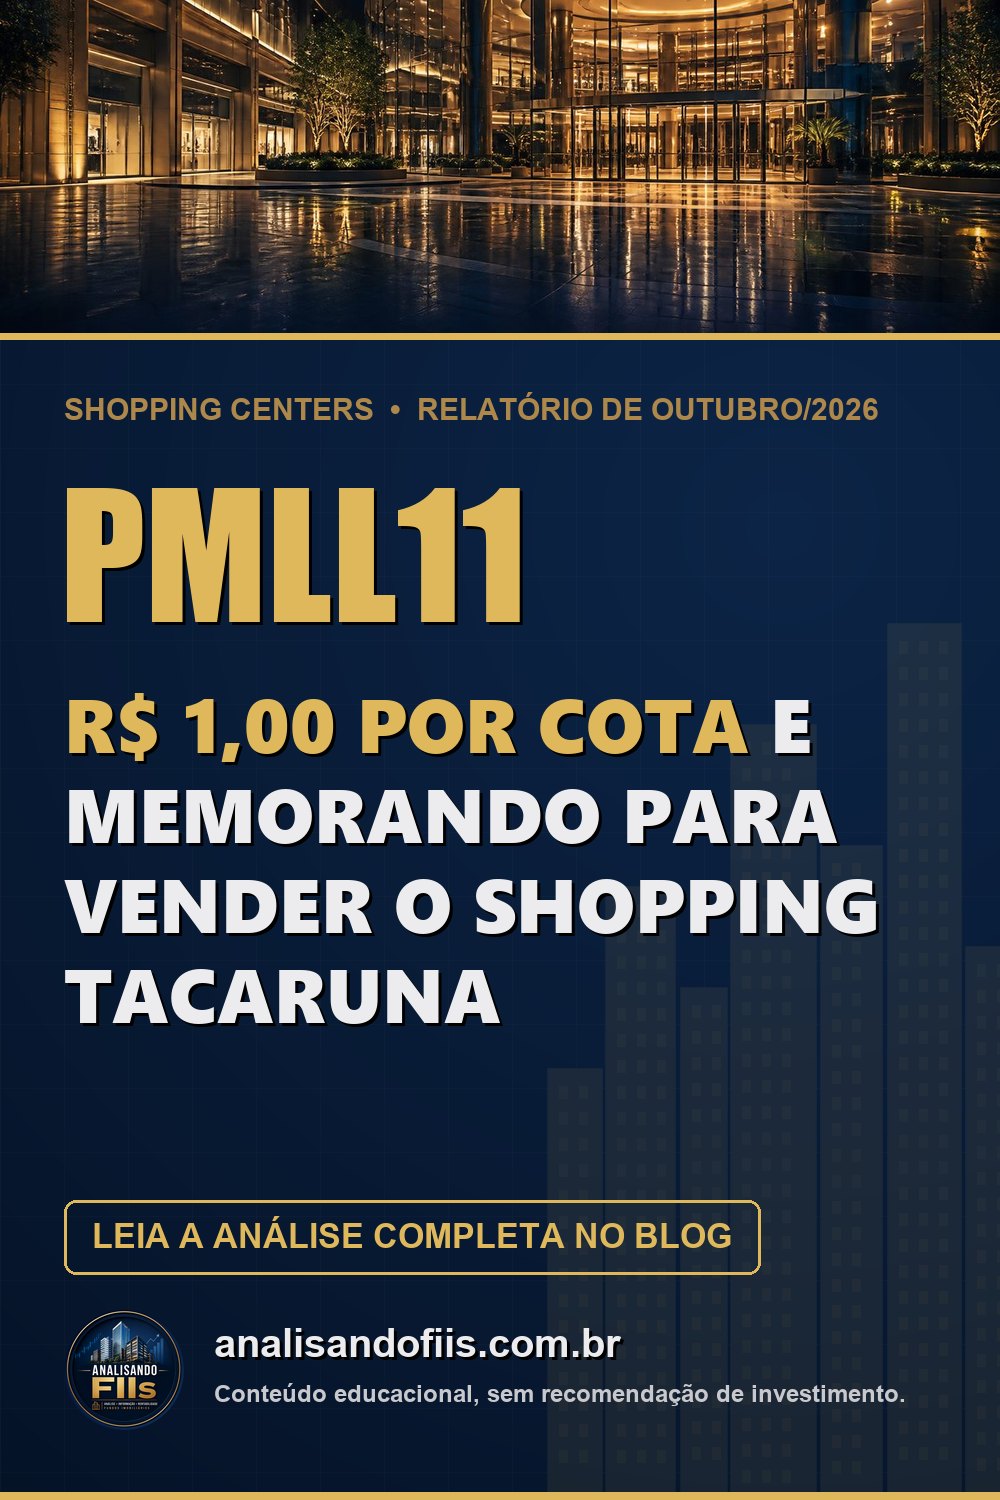 SHOPPING CENTERS • RELATÓRIO DE OUTUBRO/2026
PMLL11
R$ 1,00 POR COTA E
MEMORANDO PARA
VENDER O SHOPPING
TACARUNA
LEIA A ANÁLISE COMPLETA NO BLOG
ANALISANDO
FIIs
analisandofiis.com.br
Conteúdo educacional, sem recomendação de investimento.